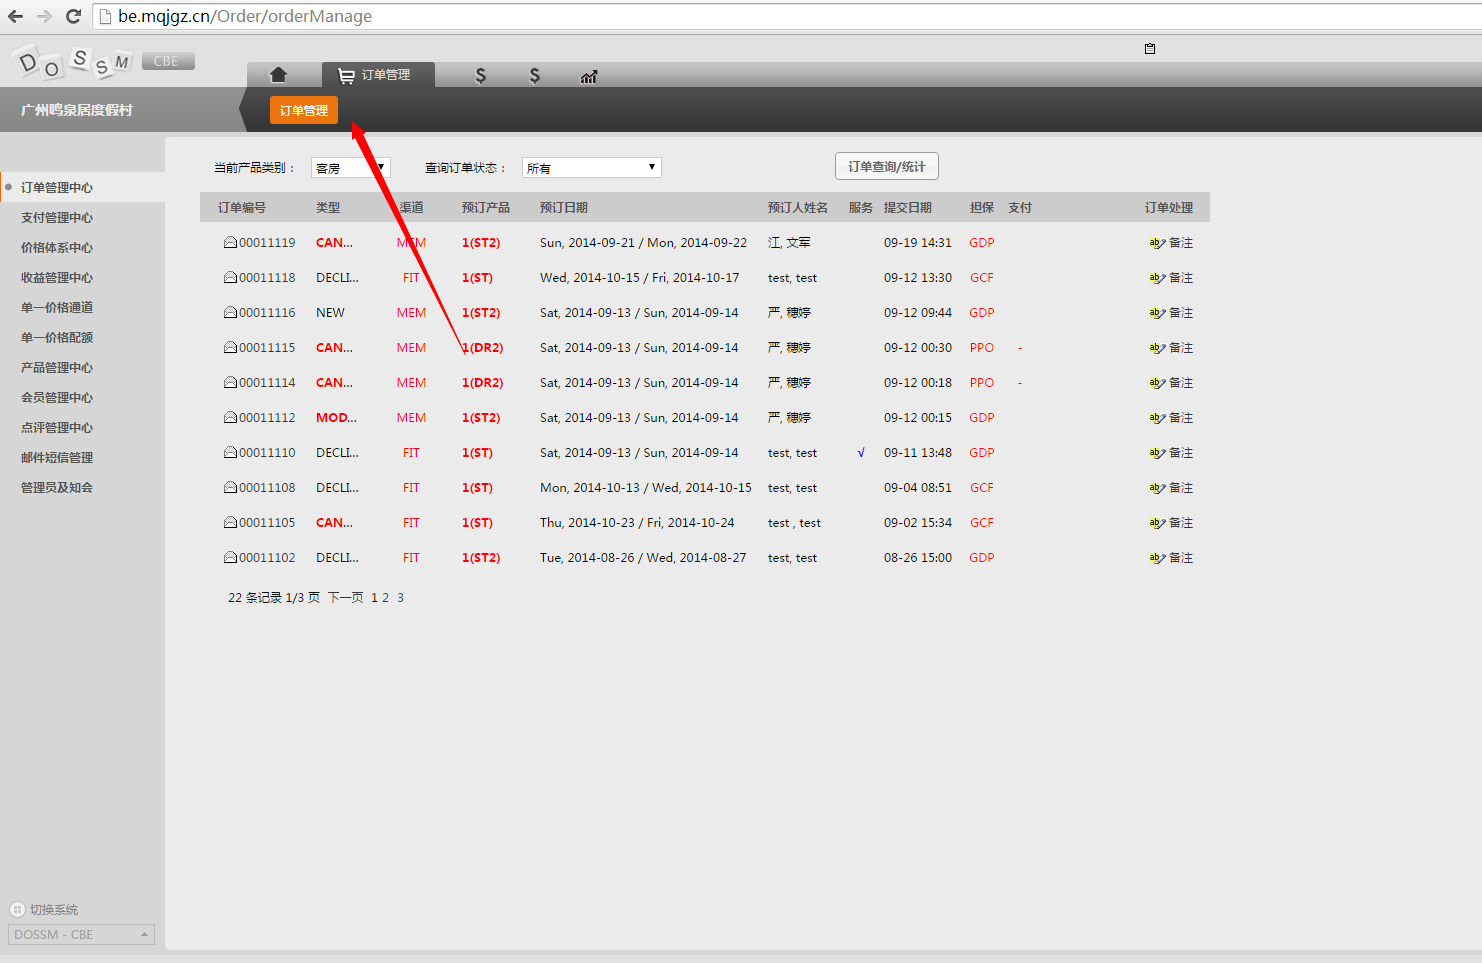 be.mqjgz.cn/Order/orderManage
DOSSM CBE
订单管理 $ $
广州鸣泉居度假村
订单管理
当前产品类别： 客房 查询订单状态： 所有 订单查询/统计
订单管理中心
支付管理中心
价格体系中心
收益管理中心
单一价格通道
单一价格配额
产品管理中心
会员管理中心
点评管理中心
邮件短信管理
管理员及知会
订单编号 类型 渠道 预订产品 预订日期 预订人姓名 服务 提交日期 担保 支付 订单处理
00011119 CAN... MEM 1(ST2) Sun, 2014-09-21 / Mon, 2014-09-22 江, 文军 09-19 14:31 GDP ab 备注
00011118 DECLI... FIT 1(ST) Wed, 2014-10-15 / Fri, 2014-10-17 test, test 09-12 13:30 GCF ab 备注
00011116 NEW MEM 1(ST2) Sat, 2014-09-13 / Sun, 2014-09-14 严, 穗婷 09-12 09:44 GDP ab 备注
00011115 CAN... MEM 1(DR2) Sat, 2014-09-13 / Sun, 2014-09-14 严, 穗婷 09-12 00:30 PPO - ab 备注
00011114 CAN... MEM 1(DR2) Sat, 2014-09-13 / Sun, 2014-09-14 严, 穗婷 09-12 00:18 PPO - ab 备注
00011112 MOD... MEM 1(ST2) Sat, 2014-09-13 / Sun, 2014-09-14 严, 穗婷 09-12 00:15 GDP ab 备注
00011110 DECLI... FIT 1(ST) Sat, 2014-09-13 / Sun, 2014-09-14 test, test √ 09-11 13:48 GDP ab 备注
00011108 DECLI... FIT 1(ST) Mon, 2014-10-13 / Wed, 2014-10-15 test, test 09-04 08:51 GCF ab 备注
00011105 CAN... FIT 1(ST) Thu, 2014-10-23 / Fri, 2014-10-24 test , test 09-02 15:34 GCF ab 备注
00011102 DECLI... FIT 1(ST2) Tue, 2014-08-26 / Wed, 2014-08-27 test, test 08-26 15:00 GDP ab 备注
22 条记录 1/3 页 下一页 1 2 3
切换系统
DOSSM - CBE